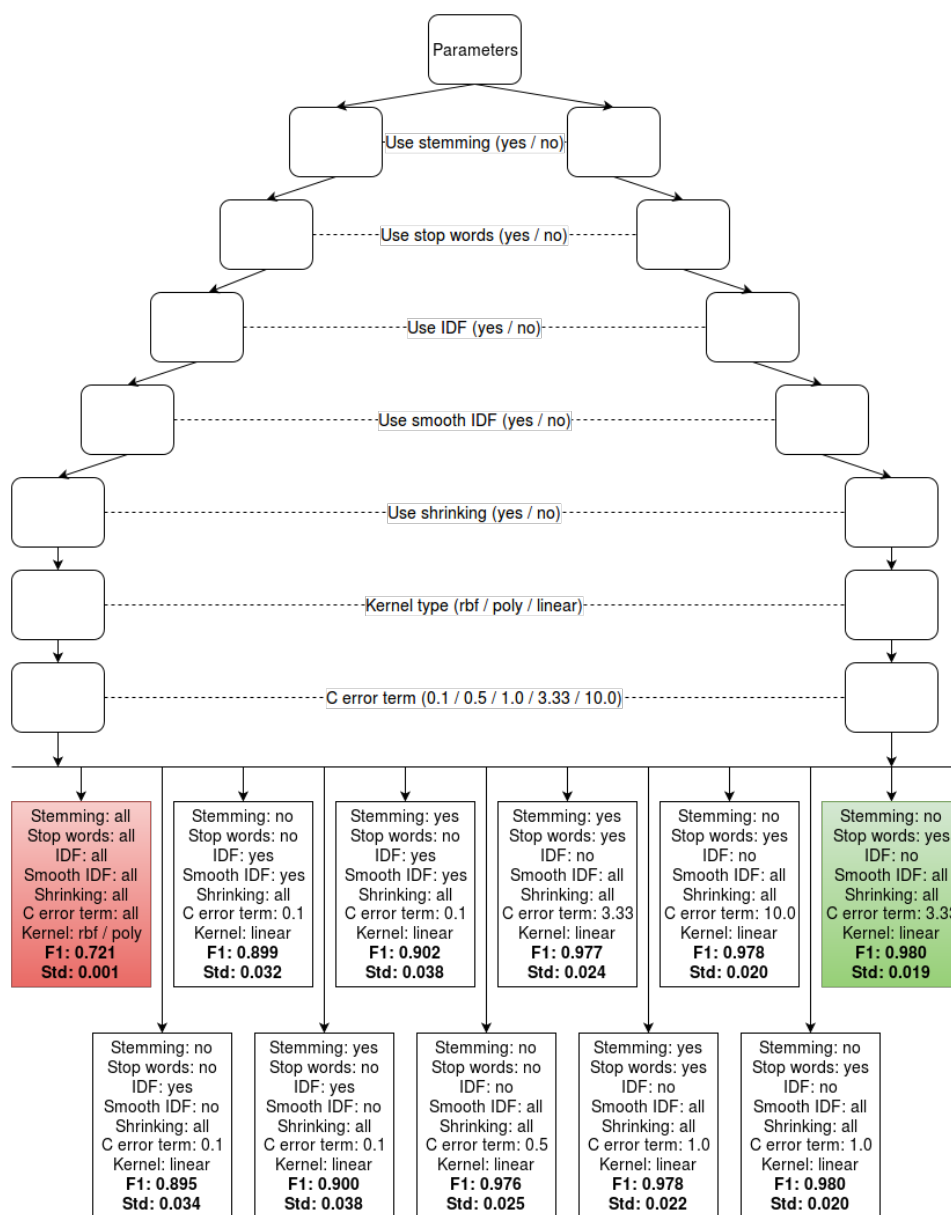 Parameters
Use stemming (yes / no)
Use stop words (yes / no)
Use IDF (yes / no)
Use smooth IDF (yes / no)
Use shrinking (yes / no)
Kernel type (rbf / poly / linear)
C error term (0.1 / 0.5 / 1.0 / 3.33 / 10.0)
Stemming: all
Stop words: all
IDF: all
Smooth IDF: all
Shrinking: all
C error term: all
Kernel: rbf / poly
F1: 0.721
Std: 0.001
Stemming: no
Stop words: no
IDF: yes
Smooth IDF: yes
Shrinking: all
C error term: 0.1
Kernel: linear
F1: 0.899
Std: 0.032
Stemming: yes
Stop words: no
IDF: yes
Smooth IDF: yes
Shrinking: all
C error term: 0.1
Kernel: linear
F1: 0.902
Std: 0.038
Stemming: yes
Stop words: yes
IDF: no
Smooth IDF: all
Shrinking: all
C error term: 3.33
Kernel: linear
F1: 0.977
Std: 0.024
Stemming: no
Stop words: yes
IDF: no
Smooth IDF: all
Shrinking: all
C error term: 10.0
Kernel: linear
F1: 0.978
Std: 0.020
Stemming: no
Stop words: yes
IDF: no
Smooth IDF: all
Shrinking: all
C error term: 3.33
Kernel: linear
F1: 0.980
Std: 0.019
Stemming: no
Stop words: no
IDF: yes
Smooth IDF: no
Shrinking: all
C error term: 0.1
Kernel: linear
F1: 0.895
Std: 0.034
Stemming: yes
Stop words: no
IDF: yes
Smooth IDF: no
Shrinking: all
C error term: 0.1
Kernel: linear
F1: 0.900
Std: 0.038
Stemming: no
Stop words: no
IDF: no
Smooth IDF: all
Shrinking: all
C error term: 0.5
Kernel: linear
F1: 0.976
Std: 0.025
Stemming: yes
Stop words: yes
IDF: no
Smooth IDF: all
Shrinking: all
C error term: 1.0
Kernel: linear
F1: 0.978
Std: 0.022
Stemming: no
Stop words: yes
IDF: no
Smooth IDF: all
Shrinking: all
C error term: 1.0
Kernel: linear
F1: 0.980
Std: 0.020